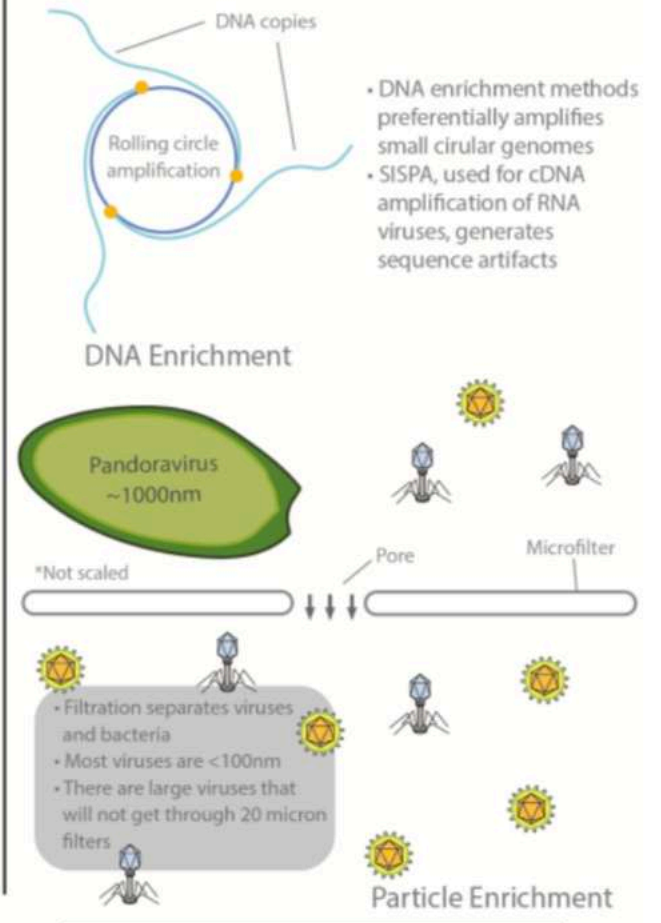 DNA copies
Rolling circle
amplification
• DNA enrichment methods
preferentially amplifies
small cirular genomes
• SISPA, used for cDNA
amplification of RNA
viruses, generates
sequence artifacts
DNA Enrichment
Pandoravirus
~1000nm
*Not scaled
Pore
Microfilter
• Filtration separates viruses
and bacteria
• Most viruses are <100nm
• There are large viruses that
will not get through 20 micron
filters
Particle Enrichment